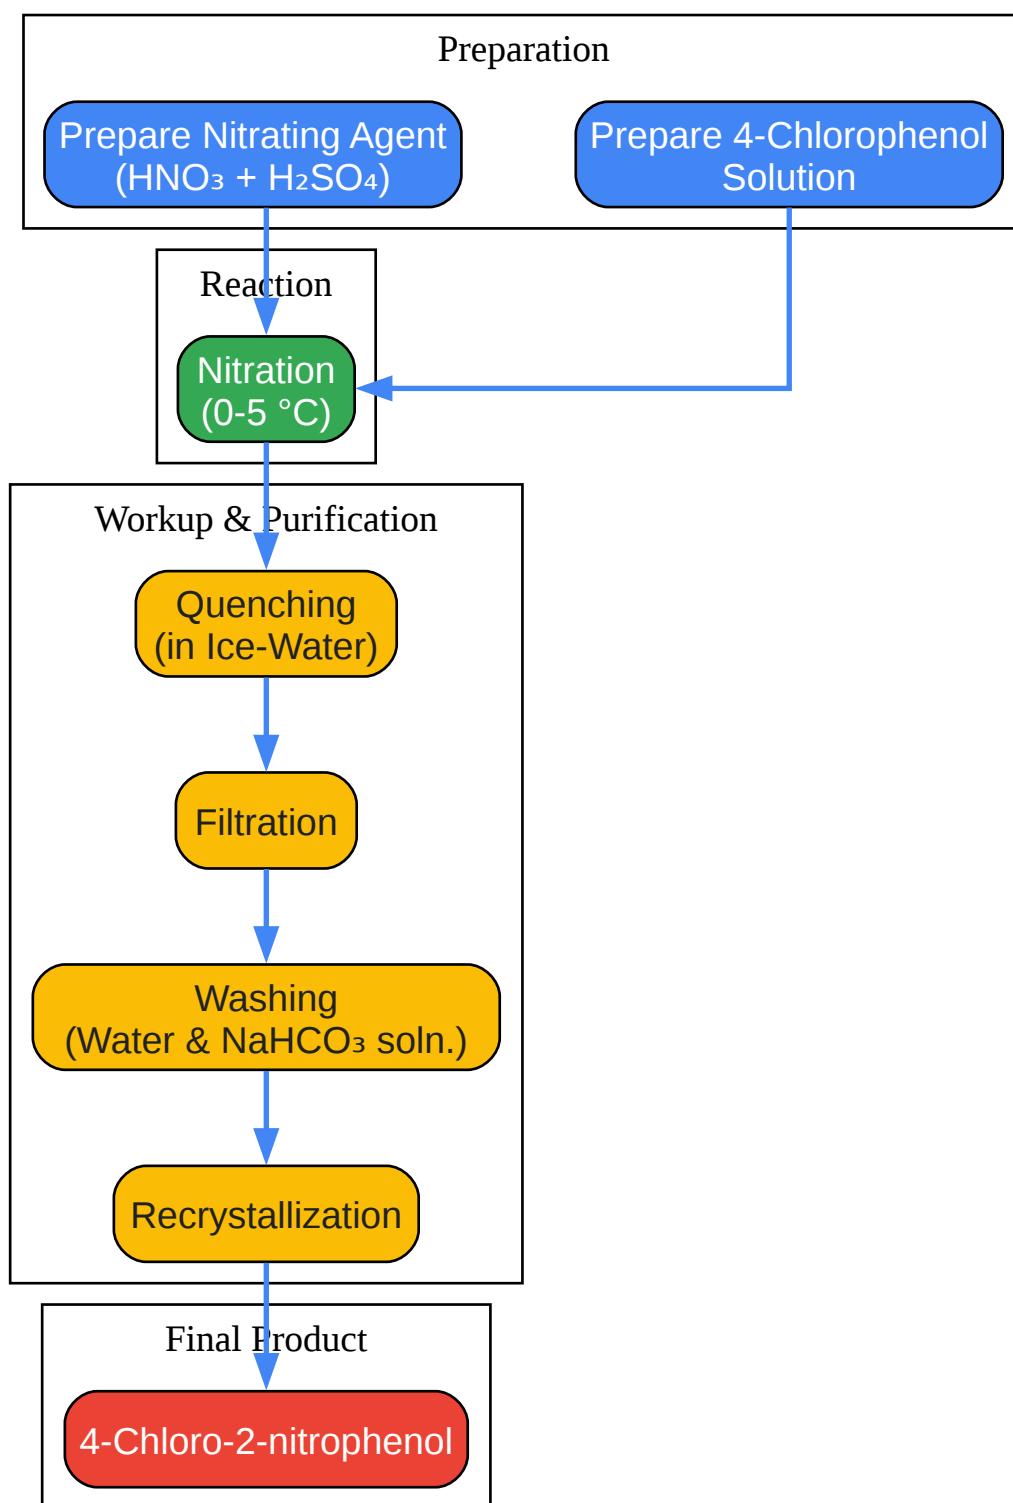 Preparation
Prepare Nitrating Agent
(HNO₃ + H₂SO₄)
Prepare 4-Chlorophenol
Solution
Reaction
Nitration
(0-5 °C)
Workup & Purification
Quenching
(in Ice-Water)
Filtration
Washing
(Water & NaHCO₃ soln.)
Recrystallization
Final Product
4-Chloro-2-nitrophenol